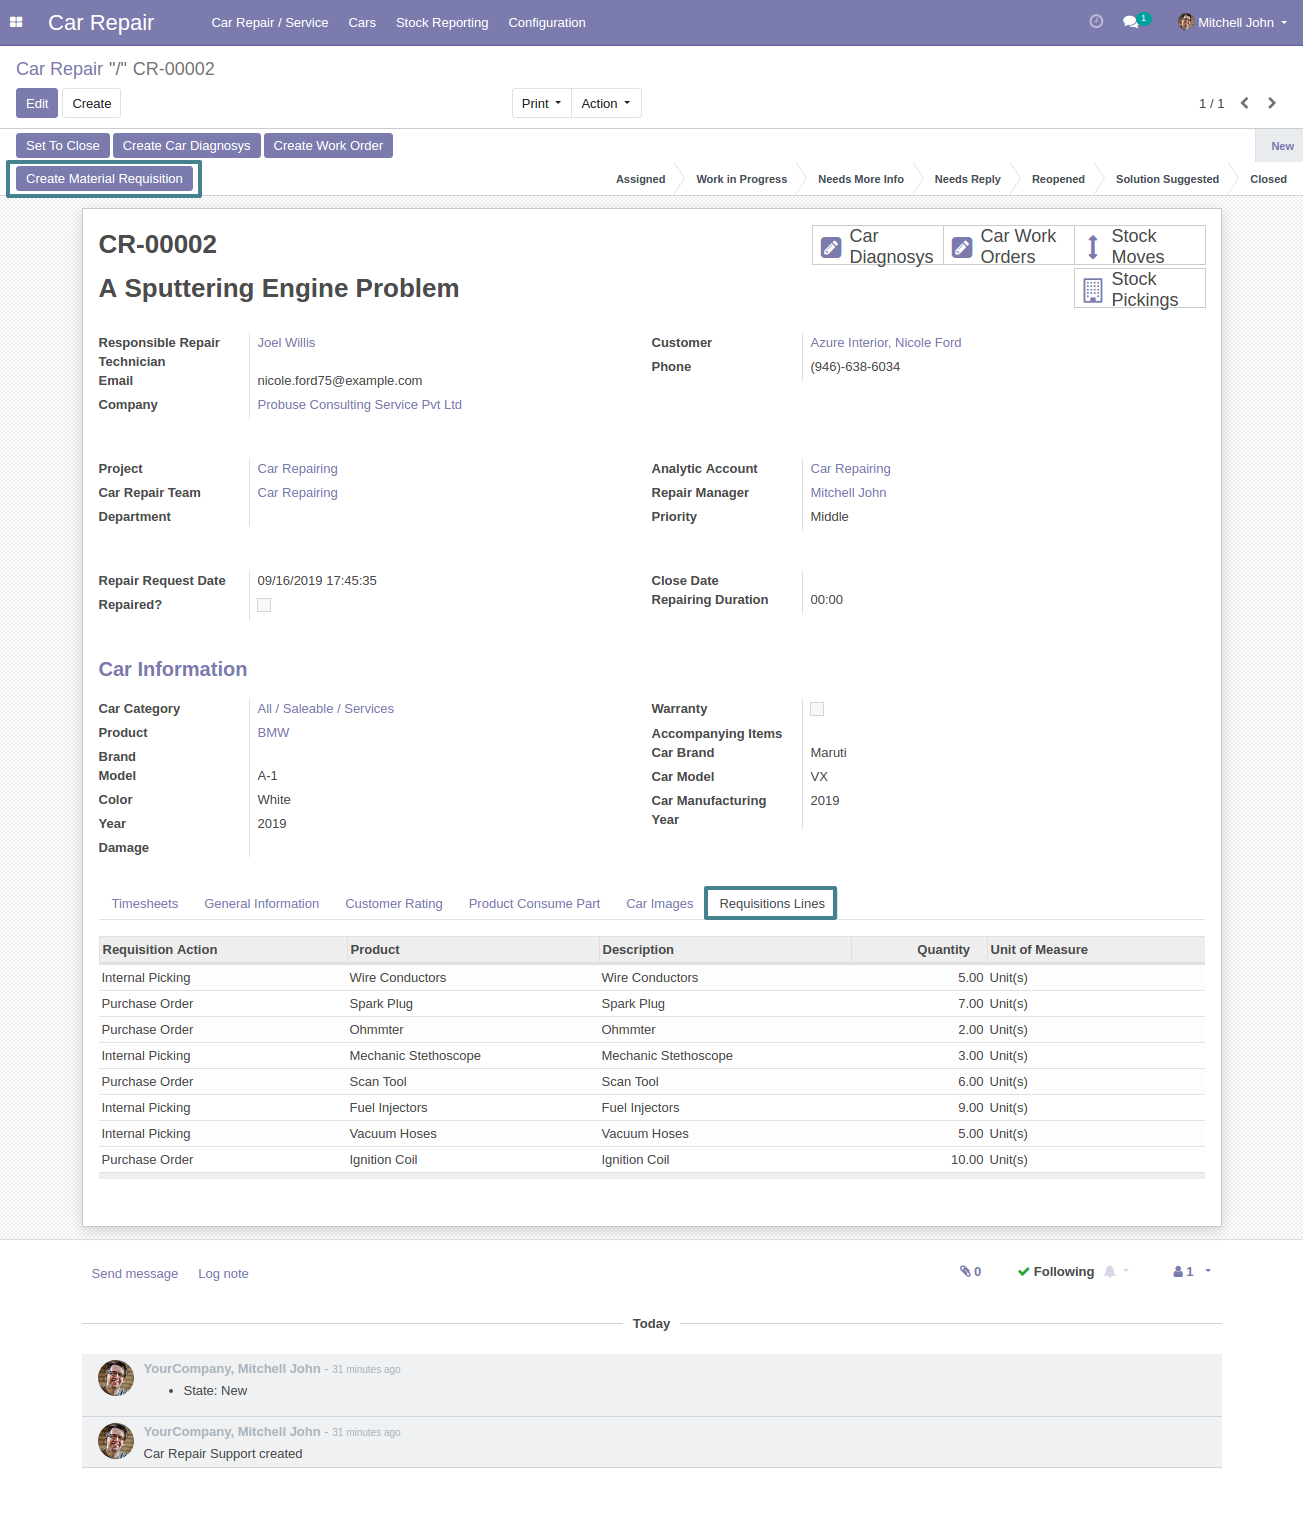 Car Repair Car Repair / Service Cars Stock Reporting Configuration 1 Mitchell John
Car Repair "/" CR-00002
Edit Create Print Action 1 / 1
Set To Close Create Car Diagnosys Create Work Order New
Create Material Requisition Assigned Work in Progress Needs More Info Needs Reply Reopened Solution Suggested Closed
CR-00002
Car Diagnosys
Car Work Orders
Stock Moves
Stock Pickings
A Sputtering Engine Problem
Responsible Repair Technician Joel Willis
Email nicole.ford75@example.com
Company Probuse Consulting Service Pvt Ltd
Customer Azure Interior, Nicole Ford
Phone (946)-638-6034
Project Car Repairing
Car Repair Team Car Repairing
Department
Analytic Account Car Repairing
Repair Manager Mitchell John
Priority Middle
Repair Request Date 09/16/2019 17:45:35
Repaired?
Close Date
Repairing Duration 00:00
Car Information
Car Category All / Saleable / Services
Product BMW
Brand
Model A-1
Color White
Year 2019
Damage
Warranty
Accompanying Items
Car Brand Maruti
Car Model VX
Car Manufacturing Year 2019
Timesheets General Information Customer Rating Product Consume Part Car Images Requisitions Lines
Requisition Action Product Description Quantity Unit of Measure
Internal Picking Wire Conductors Wire Conductors 5.00 Unit(s)
Purchase Order Spark Plug Spark Plug 7.00 Unit(s)
Purchase Order Ohmmter Ohmmter 2.00 Unit(s)
Internal Picking Mechanic Stethoscope Mechanic Stethoscope 3.00 Unit(s)
Purchase Order Scan Tool Scan Tool 6.00 Unit(s)
Internal Picking Fuel Injectors Fuel Injectors 9.00 Unit(s)
Internal Picking Vacuum Hoses Vacuum Hoses 5.00 Unit(s)
Purchase Order Ignition Coil Ignition Coil 10.00 Unit(s)
Send message Log note 0 Following 1
Today
YourCompany, Mitchell John - 31 minutes ago
• State: New
YourCompany, Mitchell John - 31 minutes ago
Car Repair Support created